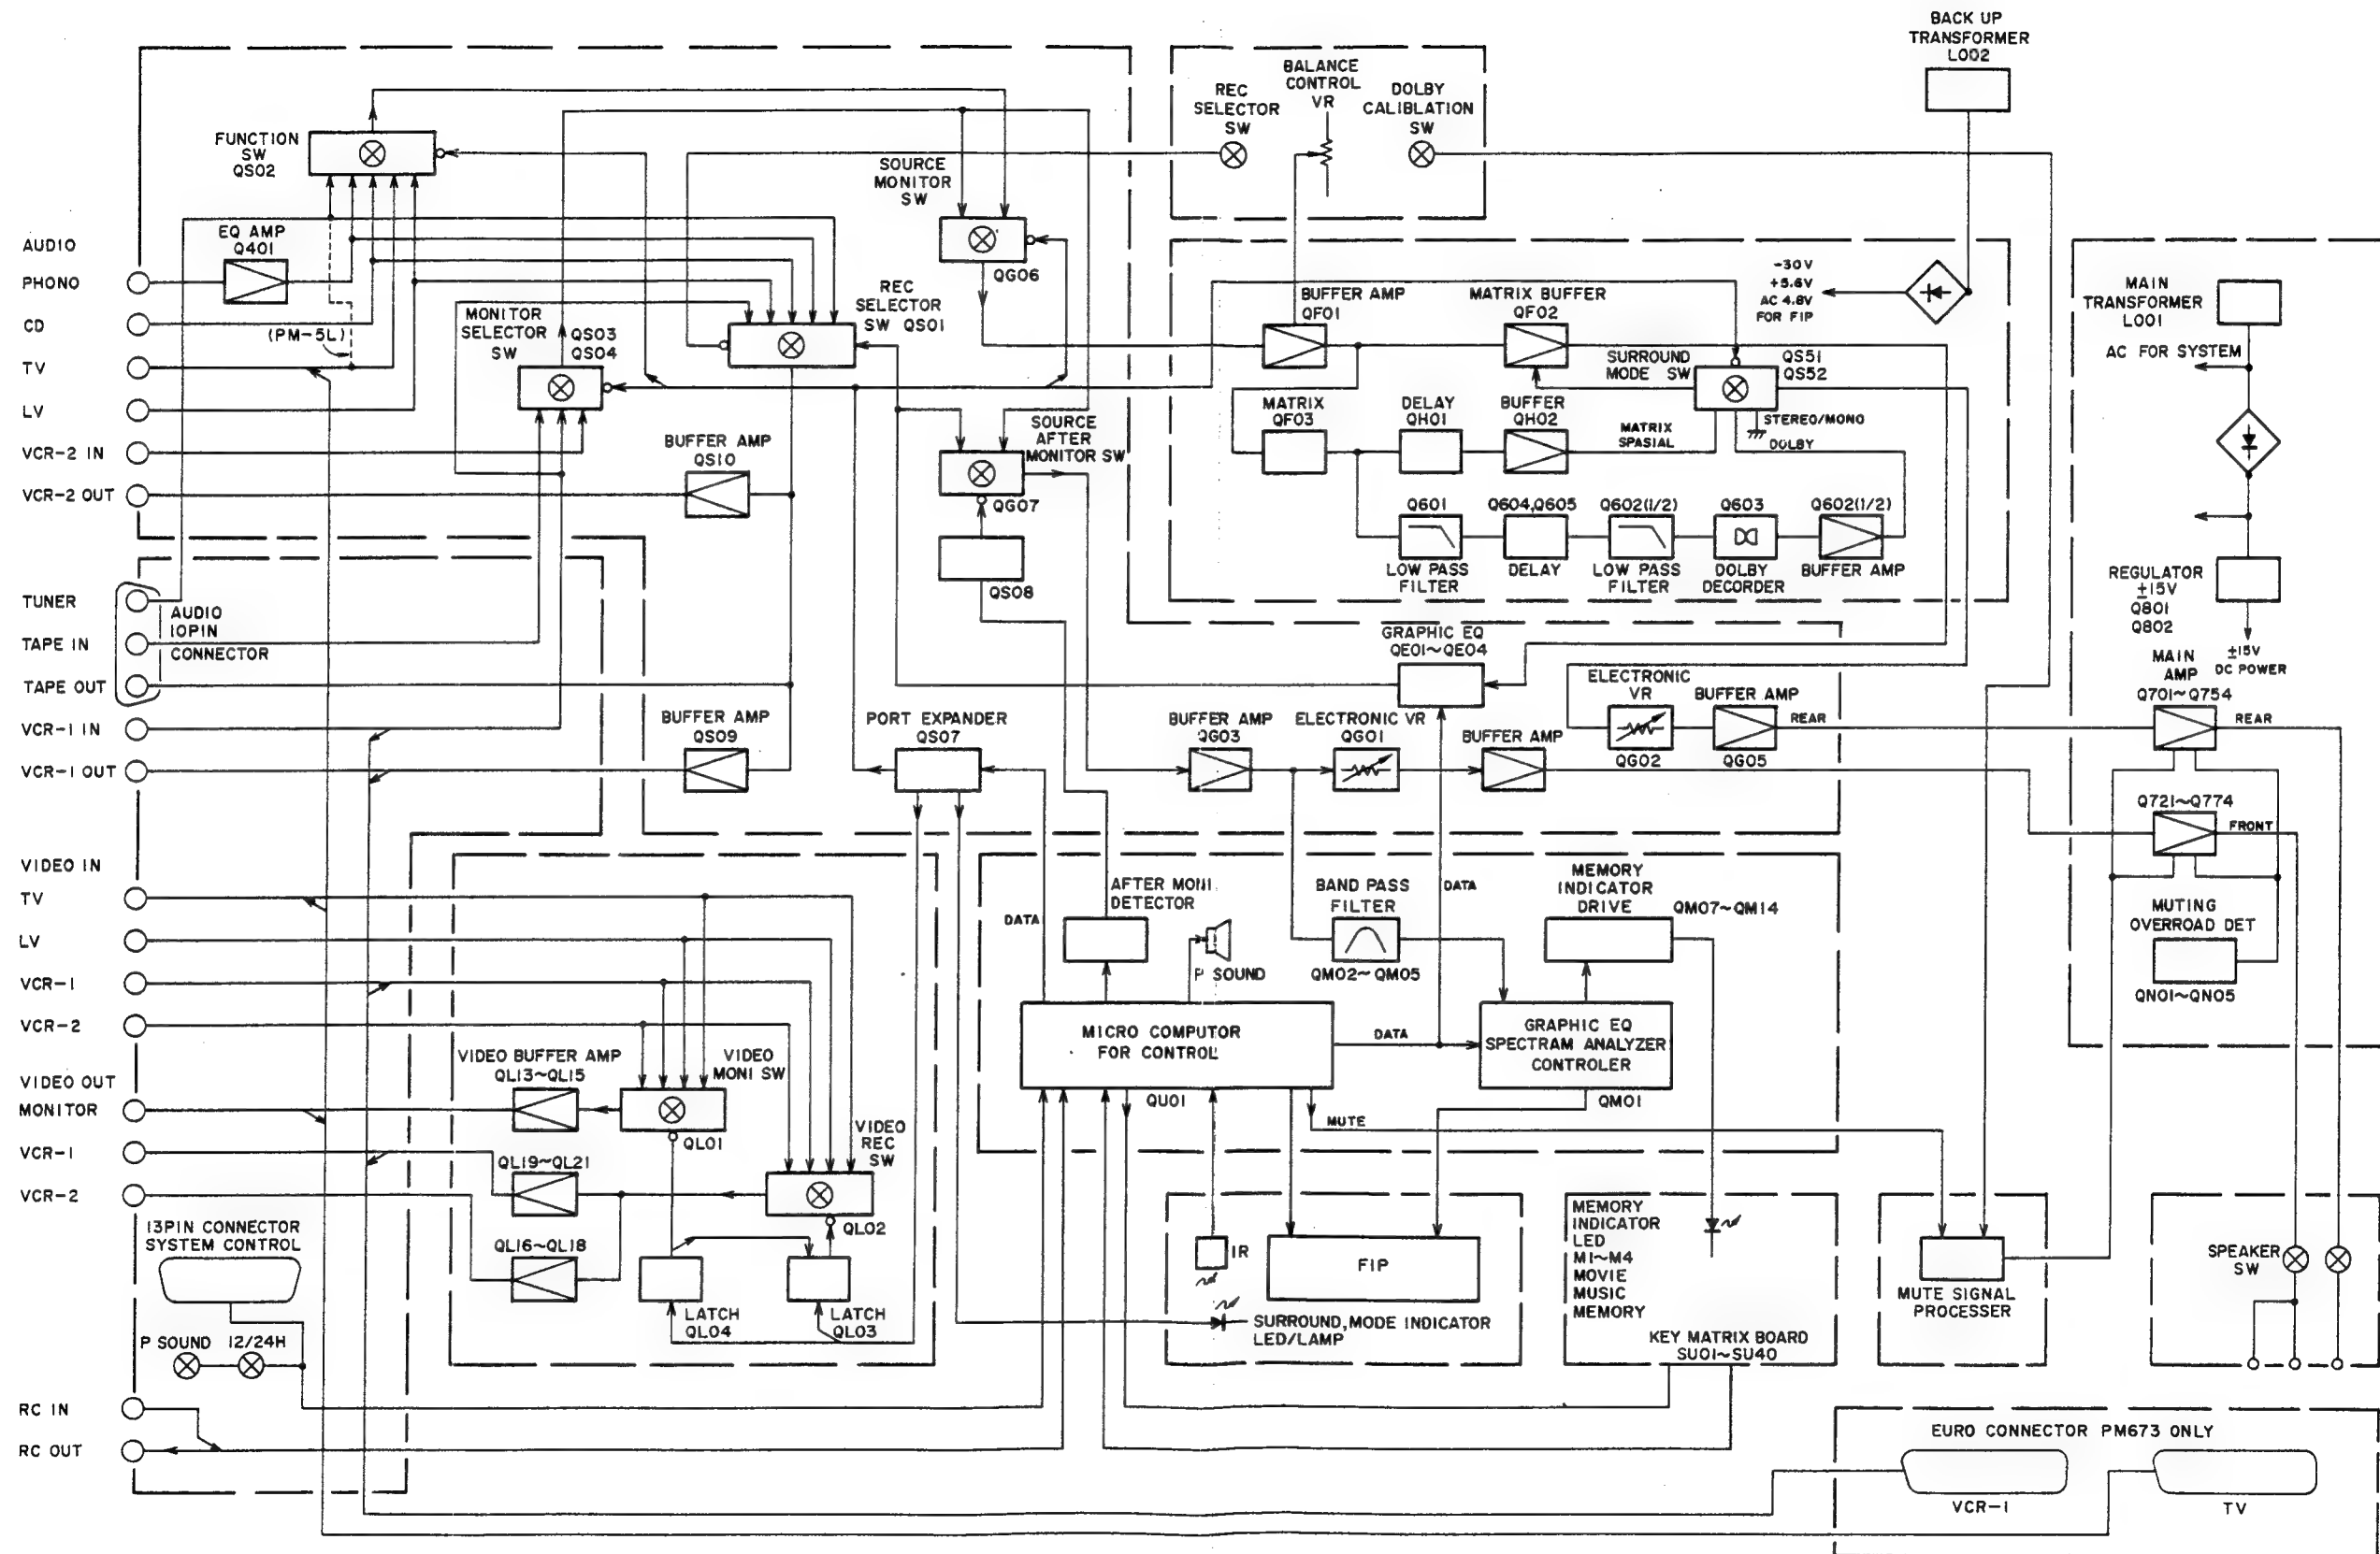 BACK UP
TRANSFORMER
L002
BALANCE
CONTROL
VR
REC
SELECTOR
SW
DOLBY
CALIBLATION
SW
FUNCTION
SW
QS02
SOURCE
MONITOR
SW
QG06
AUDIO
EQ AMP
Q401
PHONO
CD
(PM-5L)
TV
LV
VCR-2 IN
VCR-2 OUT
MONITOR
SELECTOR
SW
QS03
QS04
REC
SELECTOR
SW QS01
BUFFER AMP
QS10
SOURCE
AFTER
MONITOR SW
QG07
QS08
-30V
+5.6V
AC 4.8V
FOR FIP
BUFFER AMP
QF01
MATRIX BUFFER
QF02
SURROUND
MODE SW
QS51
QS52
MATRIX
QF03
DELAY
QH01
BUFFER
QH02
MATRIX
SPASIAL
STEREO/MONO
DOLBY
Q601
LOW PASS
FILTER
Q604,Q605
DELAY
Q602(1/2)
LOW PASS
FILTER
Q603
DOLBY
DECORDER
Q602(1/2)
BUFFER AMP
MAIN
TRANSFORMER
L001
AC FOR SYSTEM
REGULATOR
±15V
Q801
Q802
±15V
DC POWER
TUNER
TAPE IN
TAPE OUT
AUDIO
10PIN
CONNECTOR
VCR-1 IN
VCR-1 OUT
BUFFER AMP
QS09
PORT EXPANDER
QS07
GRAPHIC EQ
QE01~QE04
BUFFER AMP
QG03
ELECTRONIC VR
QG01
BUFFER AMP
ELECTRONIC
VR
QG02
BUFFER AMP
QG05
REAR
MAIN
AMP
Q701~Q754
REAR
Q721~Q774
FRONT
MUTING
OVERROAD DET
QN01~QN05
VIDEO IN
TV
LV
VCR-1
VCR-2
VIDEO OUT
MONITOR
VCR-1
VCR-2
VIDEO BUFFER AMP
QL13~QL15
VIDEO
MONI SW
QL01
QL19~QL21
VIDEO
REC
SW
QL02
QL16~QL18
LATCH
QL04
LATCH
QL03
DATA
AFTER MONI
DETECTOR
P SOUND
BAND PASS
FILTER
QM02~QM05
DATA
MEMORY
INDICATOR
DRIVE
QM07~QM14
MICRO COMPUTOR
FOR CONTROL
QU01
DATA
GRAPHIC EQ
SPECTRAM ANALYZER
CONTROLER
QM01
MUTE
13PIN CONNECTOR
SYSTEM CONTROL
P SOUND
12/24H
RC IN
RC OUT
IR
FIP
SURROUND,MODE INDICATOR
LED/LAMP
MEMORY
INDICATOR
LED
M1~M4
MOVIE
MUSIC
MEMORY
KEY MATRIX BOARD
SU01~SU40
MUTE SIGNAL
PROCESSER
SPEAKER
SW
EURO CONNECTOR PM673 ONLY
VCR-1
TV